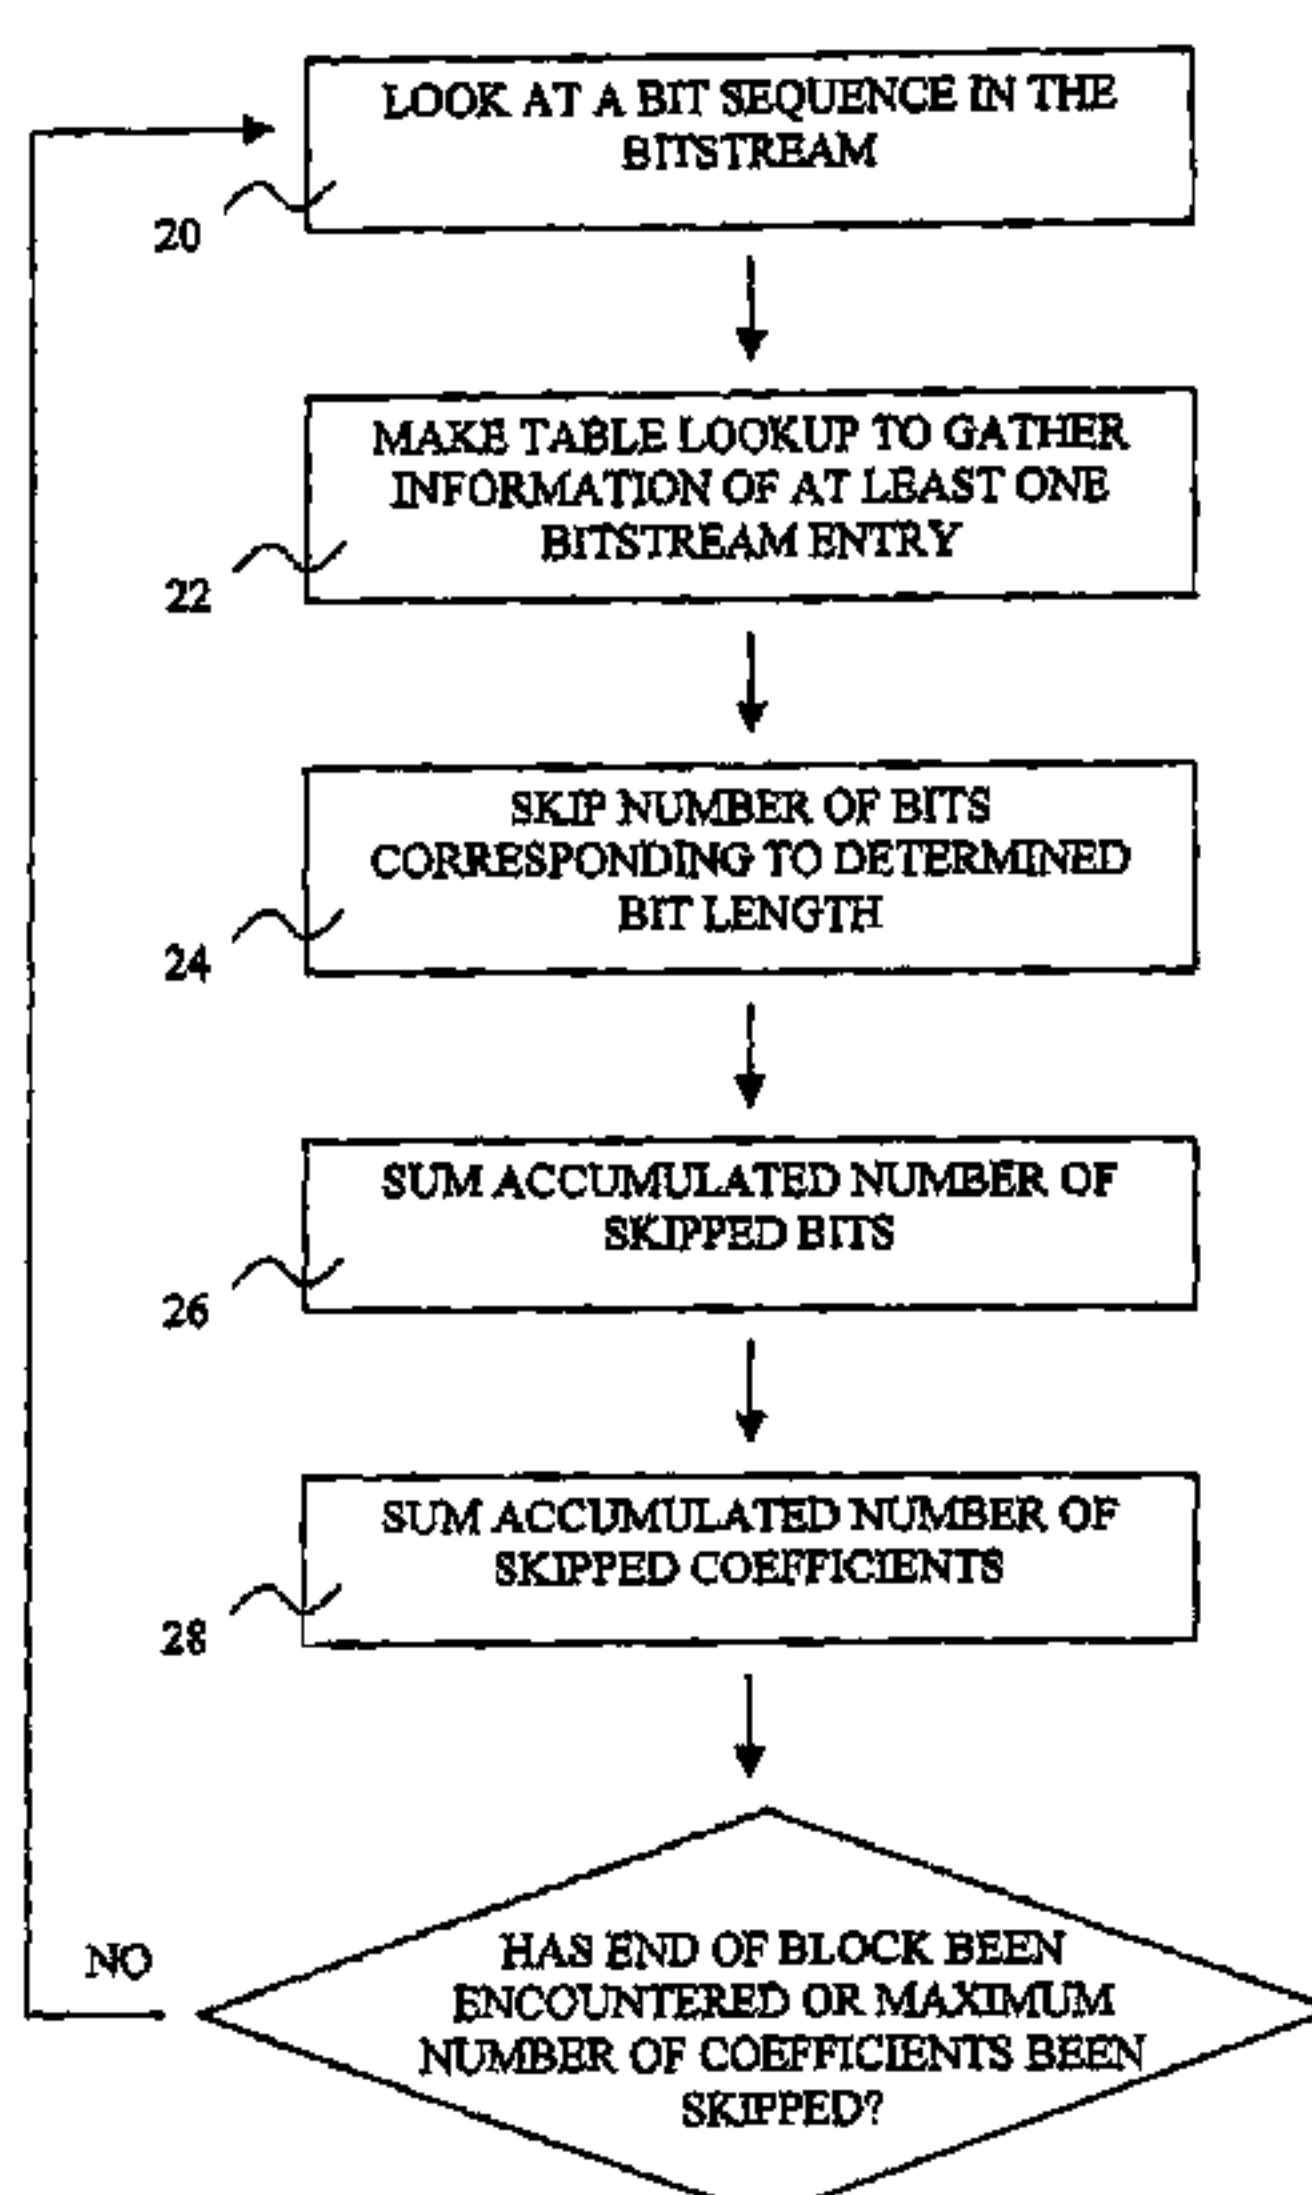 LOOK AT A BIT SEQUENCE IN THE
BITSTREAM
20
MAKE TABLE LOOKUP TO GATHER
INFORMATION OF AT LEAST ONE
BITSTREAM ENTRY
22
SKIP NUMBER OF BITS
CORRESPONDING TO DETERMINED
BIT LENGTH
24
SUM ACCUMULATED NUMBER OF
SKIPPED BITS
26
SUM ACCUMULATED NUMBER OF
SKIPPED COEFFICIENTS
28
NO
HAS END OF BLOCK BEEN
ENCOUNTERED OR MAXIMUM
NUMBER OF COEFFICIENTS BEEN
SKIPPED?